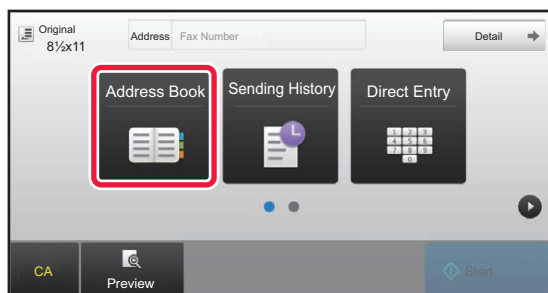 Original
8½x11
Address Fax Number
Detail
Address Book
Sending History
Direct Entry
1 2 3
4 5 6
7 8 9
0
CA
Preview
Start